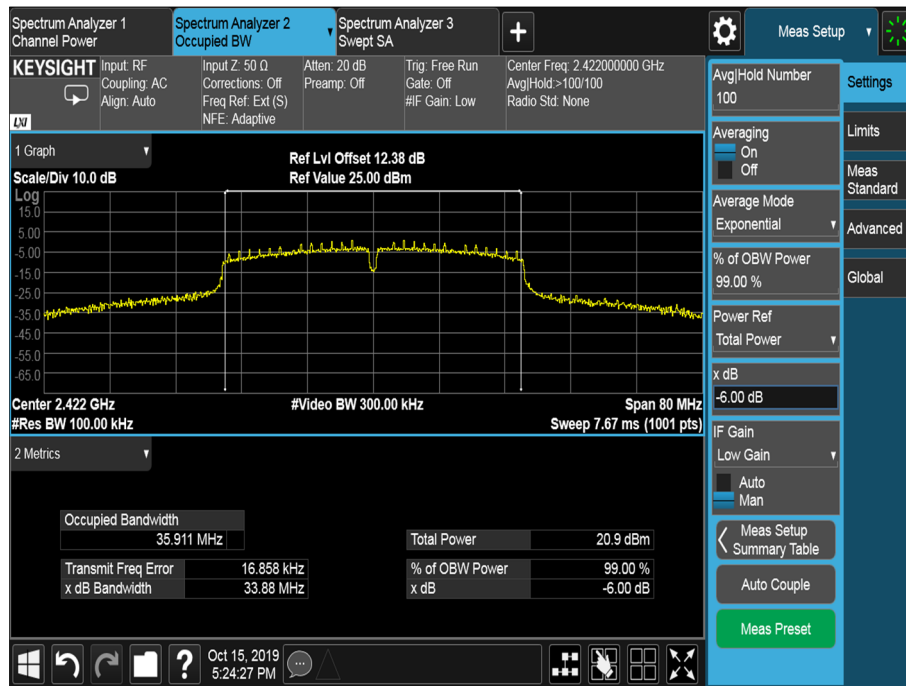 Spectrum Analyzer 1
Channel Power
Spectrum Analyzer 2
Occupied BW
Spectrum Analyzer 3
Swept SA
+
Meas Setup
KEYSIGHT
LXI
Input: RF
Coupling: AC
Align: Auto
Input Z: 50 Ω
Corrections: Off
Freq Ref: Ext (S)
NFE: Adaptive
Atten: 20 dB
Preamp: Off
Trig: Free Run
Gate: Off
#IF Gain: Low
Center Freq: 2.422000000 GHz
Avg|Hold:>100/100
Radio Std: None
1 Graph
Scale/Div 10.0 dB
Ref Lvl Offset 12.38 dB
Ref Value 25.00 dBm
Log
15.0
5.00
-5.00
-15.0
-25.0
-35.0
-45.0
-55.0
-65.0
Center 2.422 GHz
#Res BW 100.00 kHz
#Video BW 300.00 kHz
Span 80 MHz
Sweep 7.67 ms (1001 pts)
2 Metrics
Occupied Bandwidth
35.911 MHz
Transmit Freq Error 16.858 kHz
x dB Bandwidth 33.88 MHz
Total Power 20.9 dBm
% of OBW Power 99.00 %
x dB -6.00 dB
Avg|Hold Number
100
Averaging
On
Off
Average Mode
Exponential
% of OBW Power
99.00 %
Power Ref
Total Power
x dB
-6.00 dB
IF Gain
Low Gain
Auto
Man
Meas Setup
Summary Table
Auto Couple
Meas Preset
Settings
Limits
Meas
Standard
Advanced
Global
?
Oct 15, 2019
5:24:27 PM